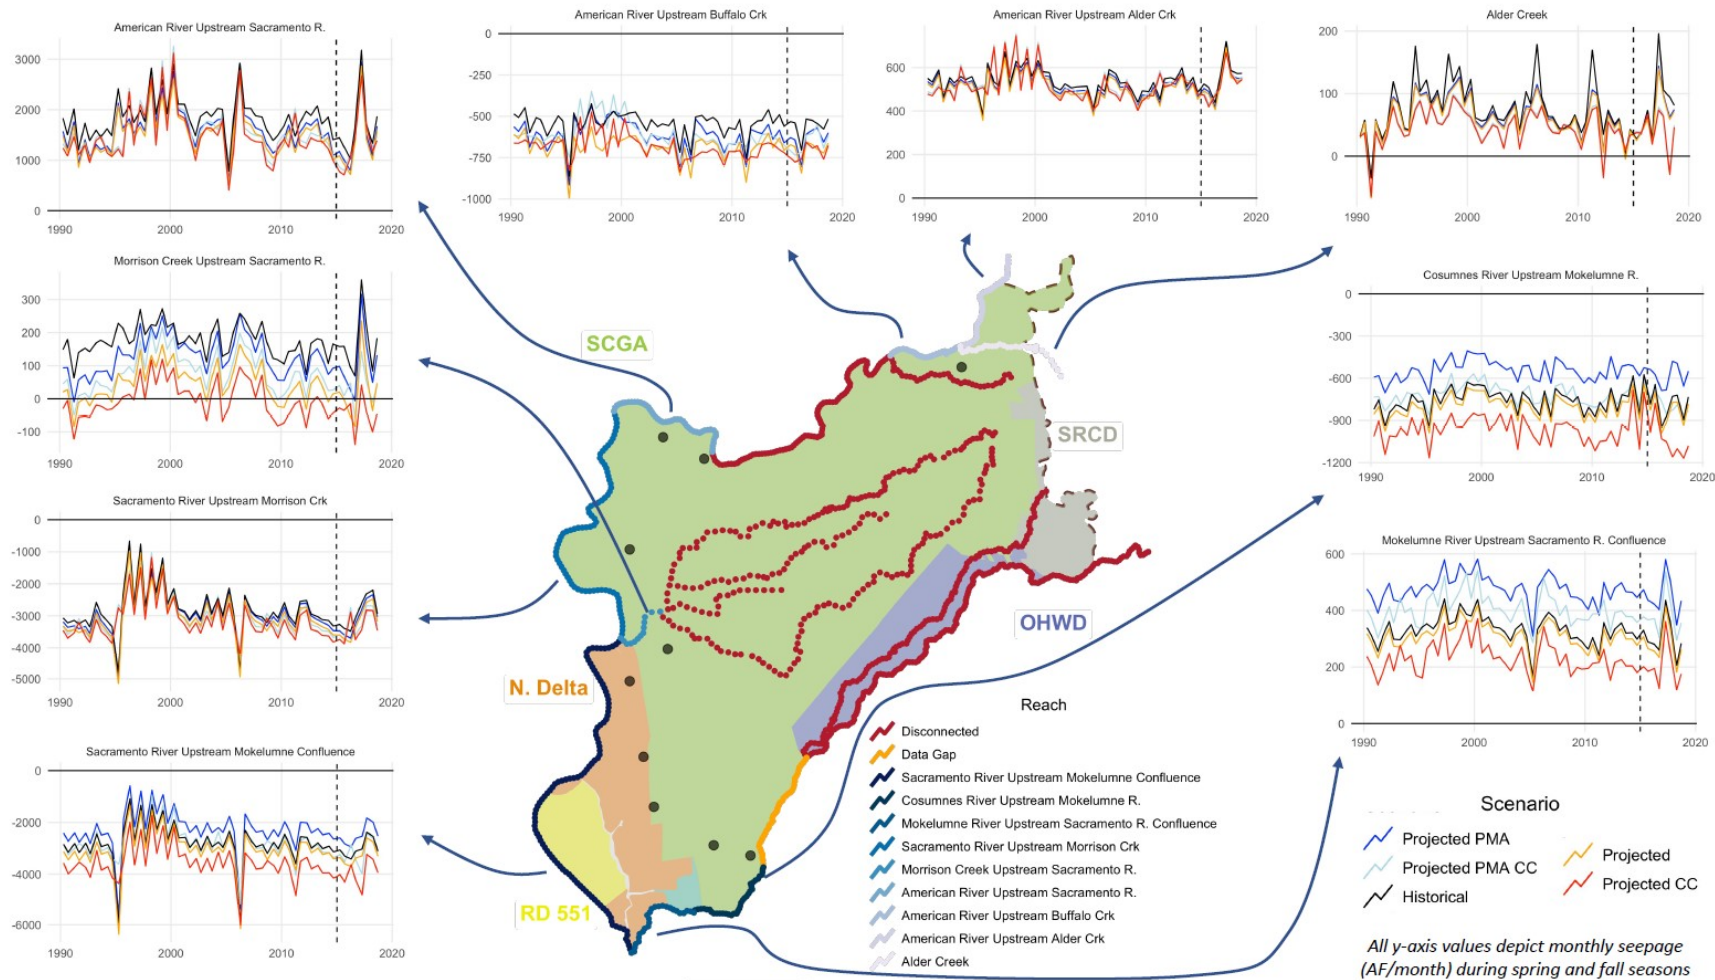 American River Upstream Sacramento R.
3000
2000
1000
0
1990
2000
2010
2020
American River Upstream Buffalo Crk
0
-250
-500
-750
-1000
1990
2000
2010
2020
American River Upstream Alder Crk
600
400
200
0
1990
2000
2010
2020
Alder Creek
200
100
0
1990
2000
2010
2020
Morrison Creek Upstream Sacramento R.
300
200
100
0
-100
1990
2000
2010
2020
Cosumnes River Upstream Mokelumne R.
0
-300
-600
-900
-1200
1990
2000
2010
2020
Sacramento River Upstream Morrison Crk
0
-1000
-2000
-3000
-4000
-5000
1990
2000
2010
2020
Mokelumne River Upstream Sacramento R. Confluence
600
400
200
0
1990
2000
2010
2020
Sacramento River Upstream Mokelumne Confluence
0
-2000
-4000
-6000
1990
2000
2010
2020
SCGA
SRCD
OHWD
N. Delta
RD 551
Reach
Disconnected
Data Gap
Sacramento River Upstream Mokelumne Confluence
Cosumnes River Upstream Mokelumne R.
Mokelumne River Upstream Sacramento R. Confluence
Sacramento River Upstream Morrison Crk
Morrison Creek Upstream Sacramento R.
American River Upstream Sacramento R.
American River Upstream Buffalo Crk
American River Upstream Alder Crk
Alder Creek
Scenario
Projected PMA
Projected PMA CC
Historical
Projected
Projected CC
All y-axis values depict monthly seepage
(AF/month) during spring and fall seasons